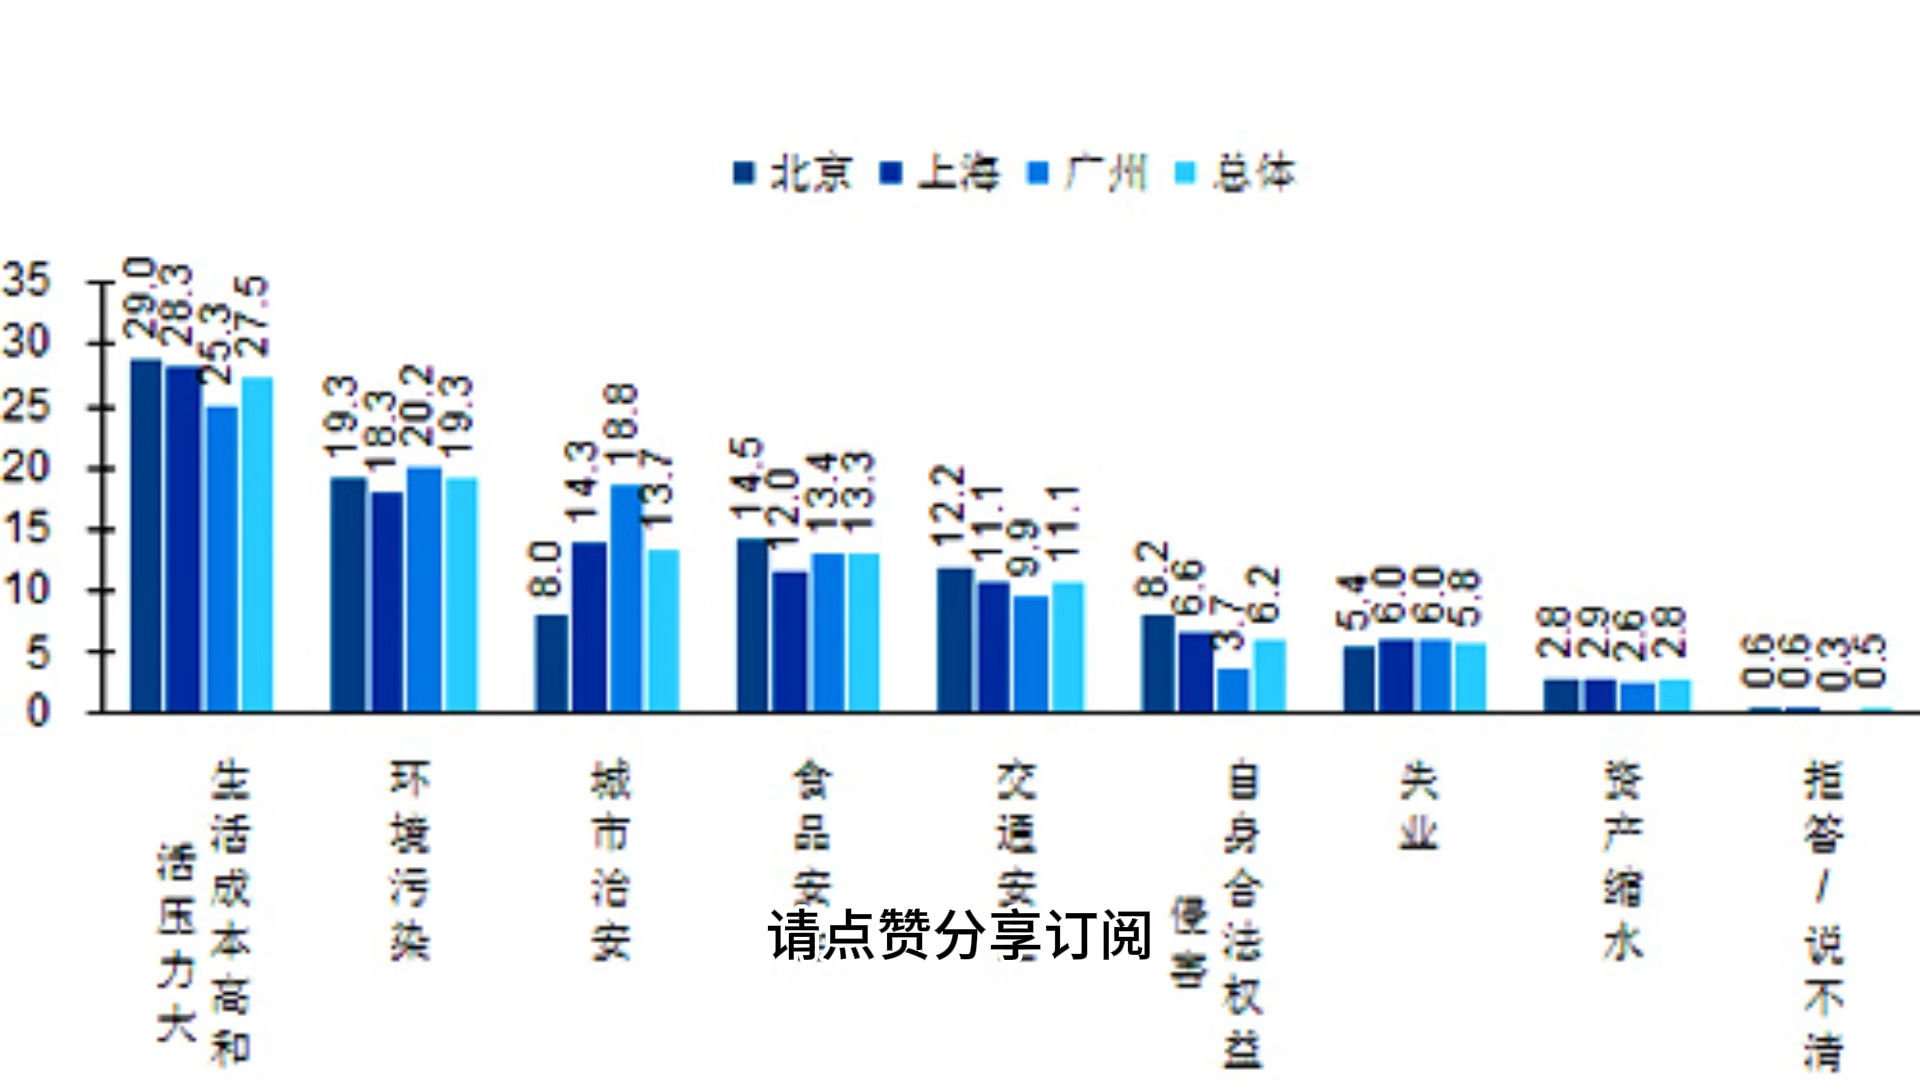 北京 上海 广州 总体
35
30
25
20
15
10
5
0
29.0 28.3 25.3 27.5
19.3 18.3 20.2 19.3
8.0 14.3 18.8 13.7
14.5 12.0 13.4 13.3
12.2 11.1 9.9 11.1
8.2 6.6 3.7 6.2
5.4 6.0 6.0 5.8
2.8 2.9 2.6 2.8
0.6 0.6 0.3 0.5
生活成本高和
活压力大
环境污染
城市治安
食品安
交通安
自身合法权益
侵害
失业
资产缩水
拒答/说不清
请点赞分享订阅